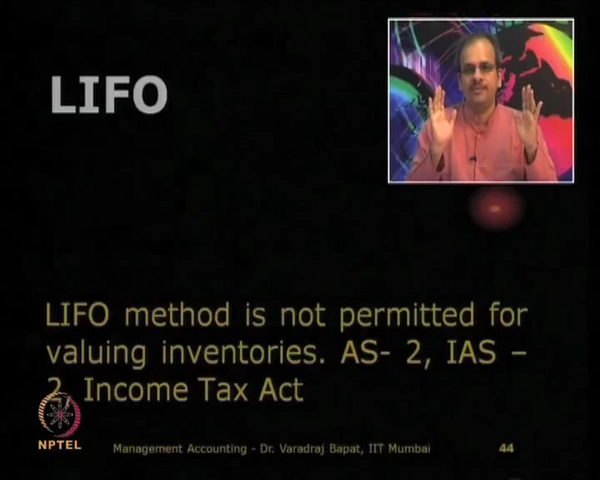 LIFO
LIFO method is not permitted for
valuing inventories. AS- 2, IAS –
2, Income Tax Act
NPTEL
Management Accounting - Dr. Varadraj Bapat, IIT Mumbai 44